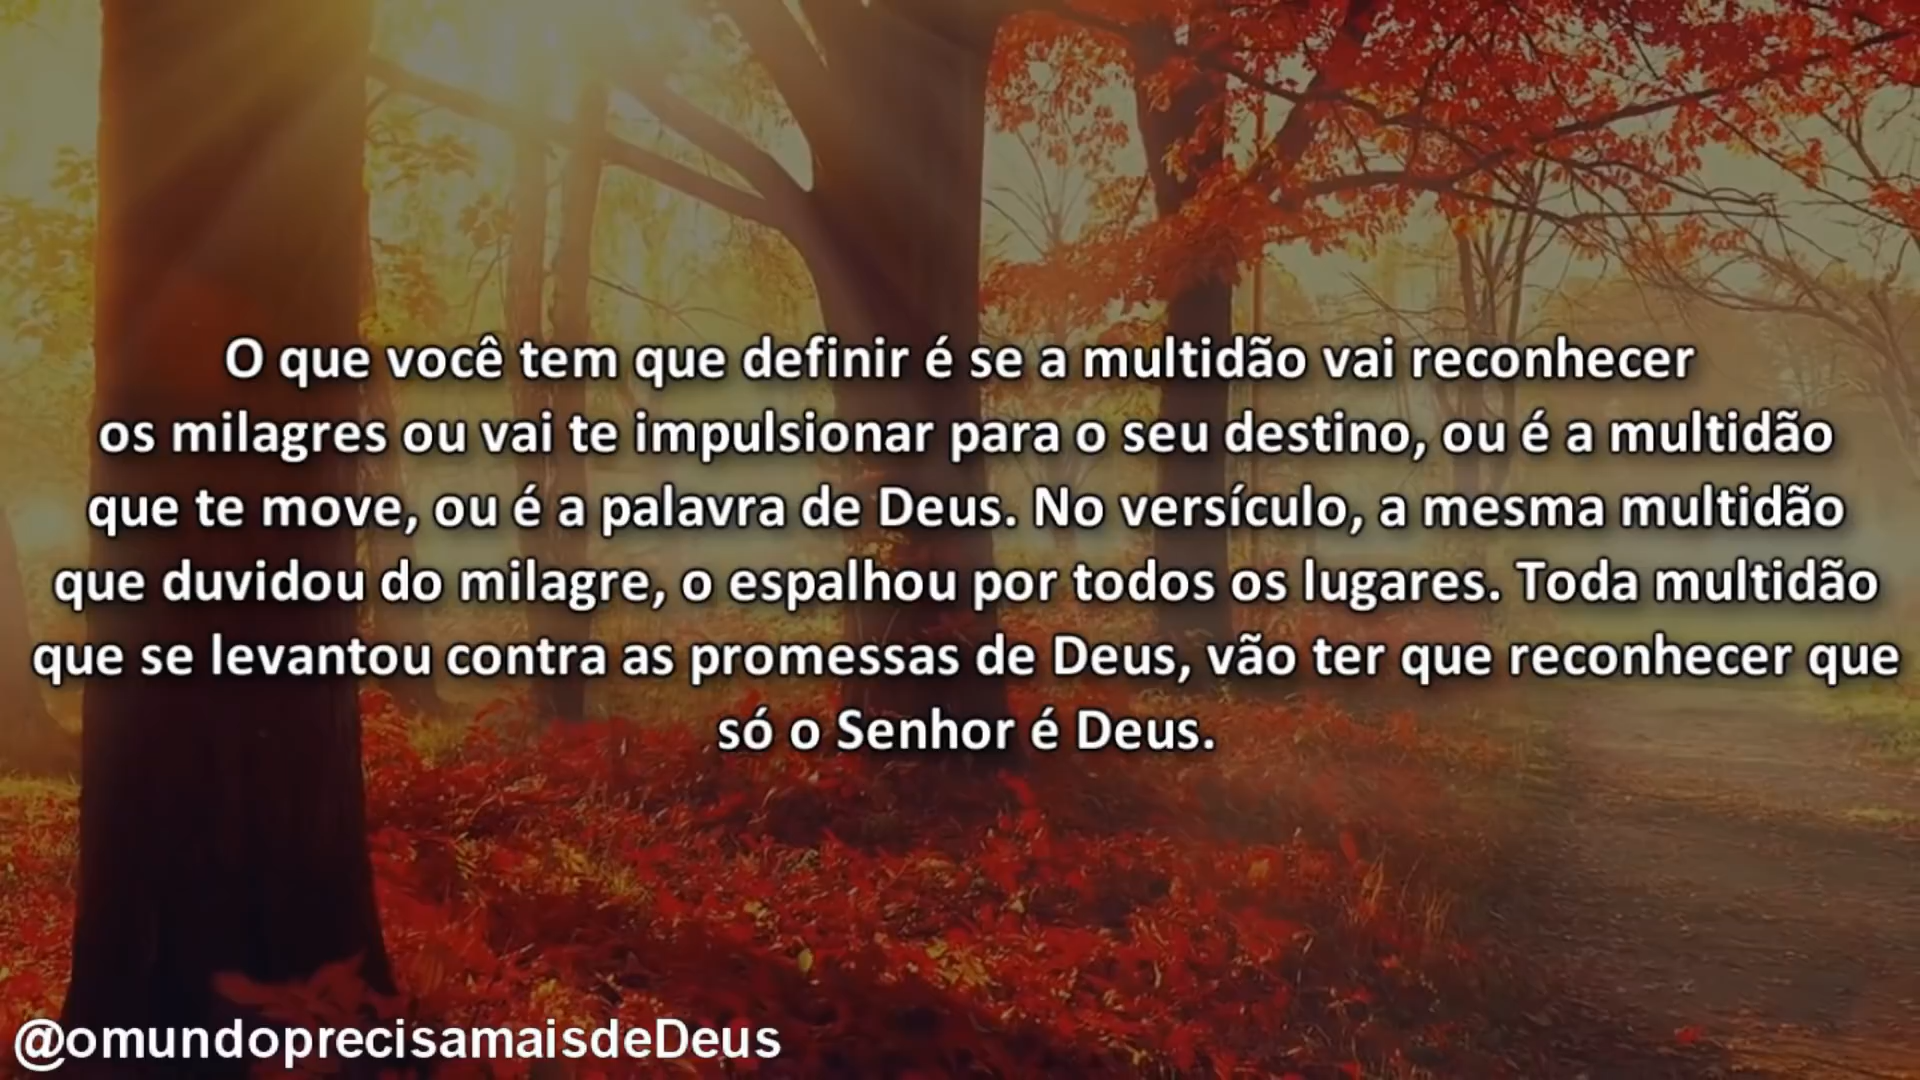 O que você tem que definir é se a multidão vai reconhecer
os milagres ou vai te impulsionar para o seu destino, ou é a multidão
que te move, ou é a palavra de Deus. No versículo, a mesma multidão
que duvidou do milagre, o espalhou por todos os lugares. Toda multidão
que se levantou contra as promessas de Deus, vão ter que reconhecer que
só o Senhor é Deus.
@omundoprecisamaisdeDeus